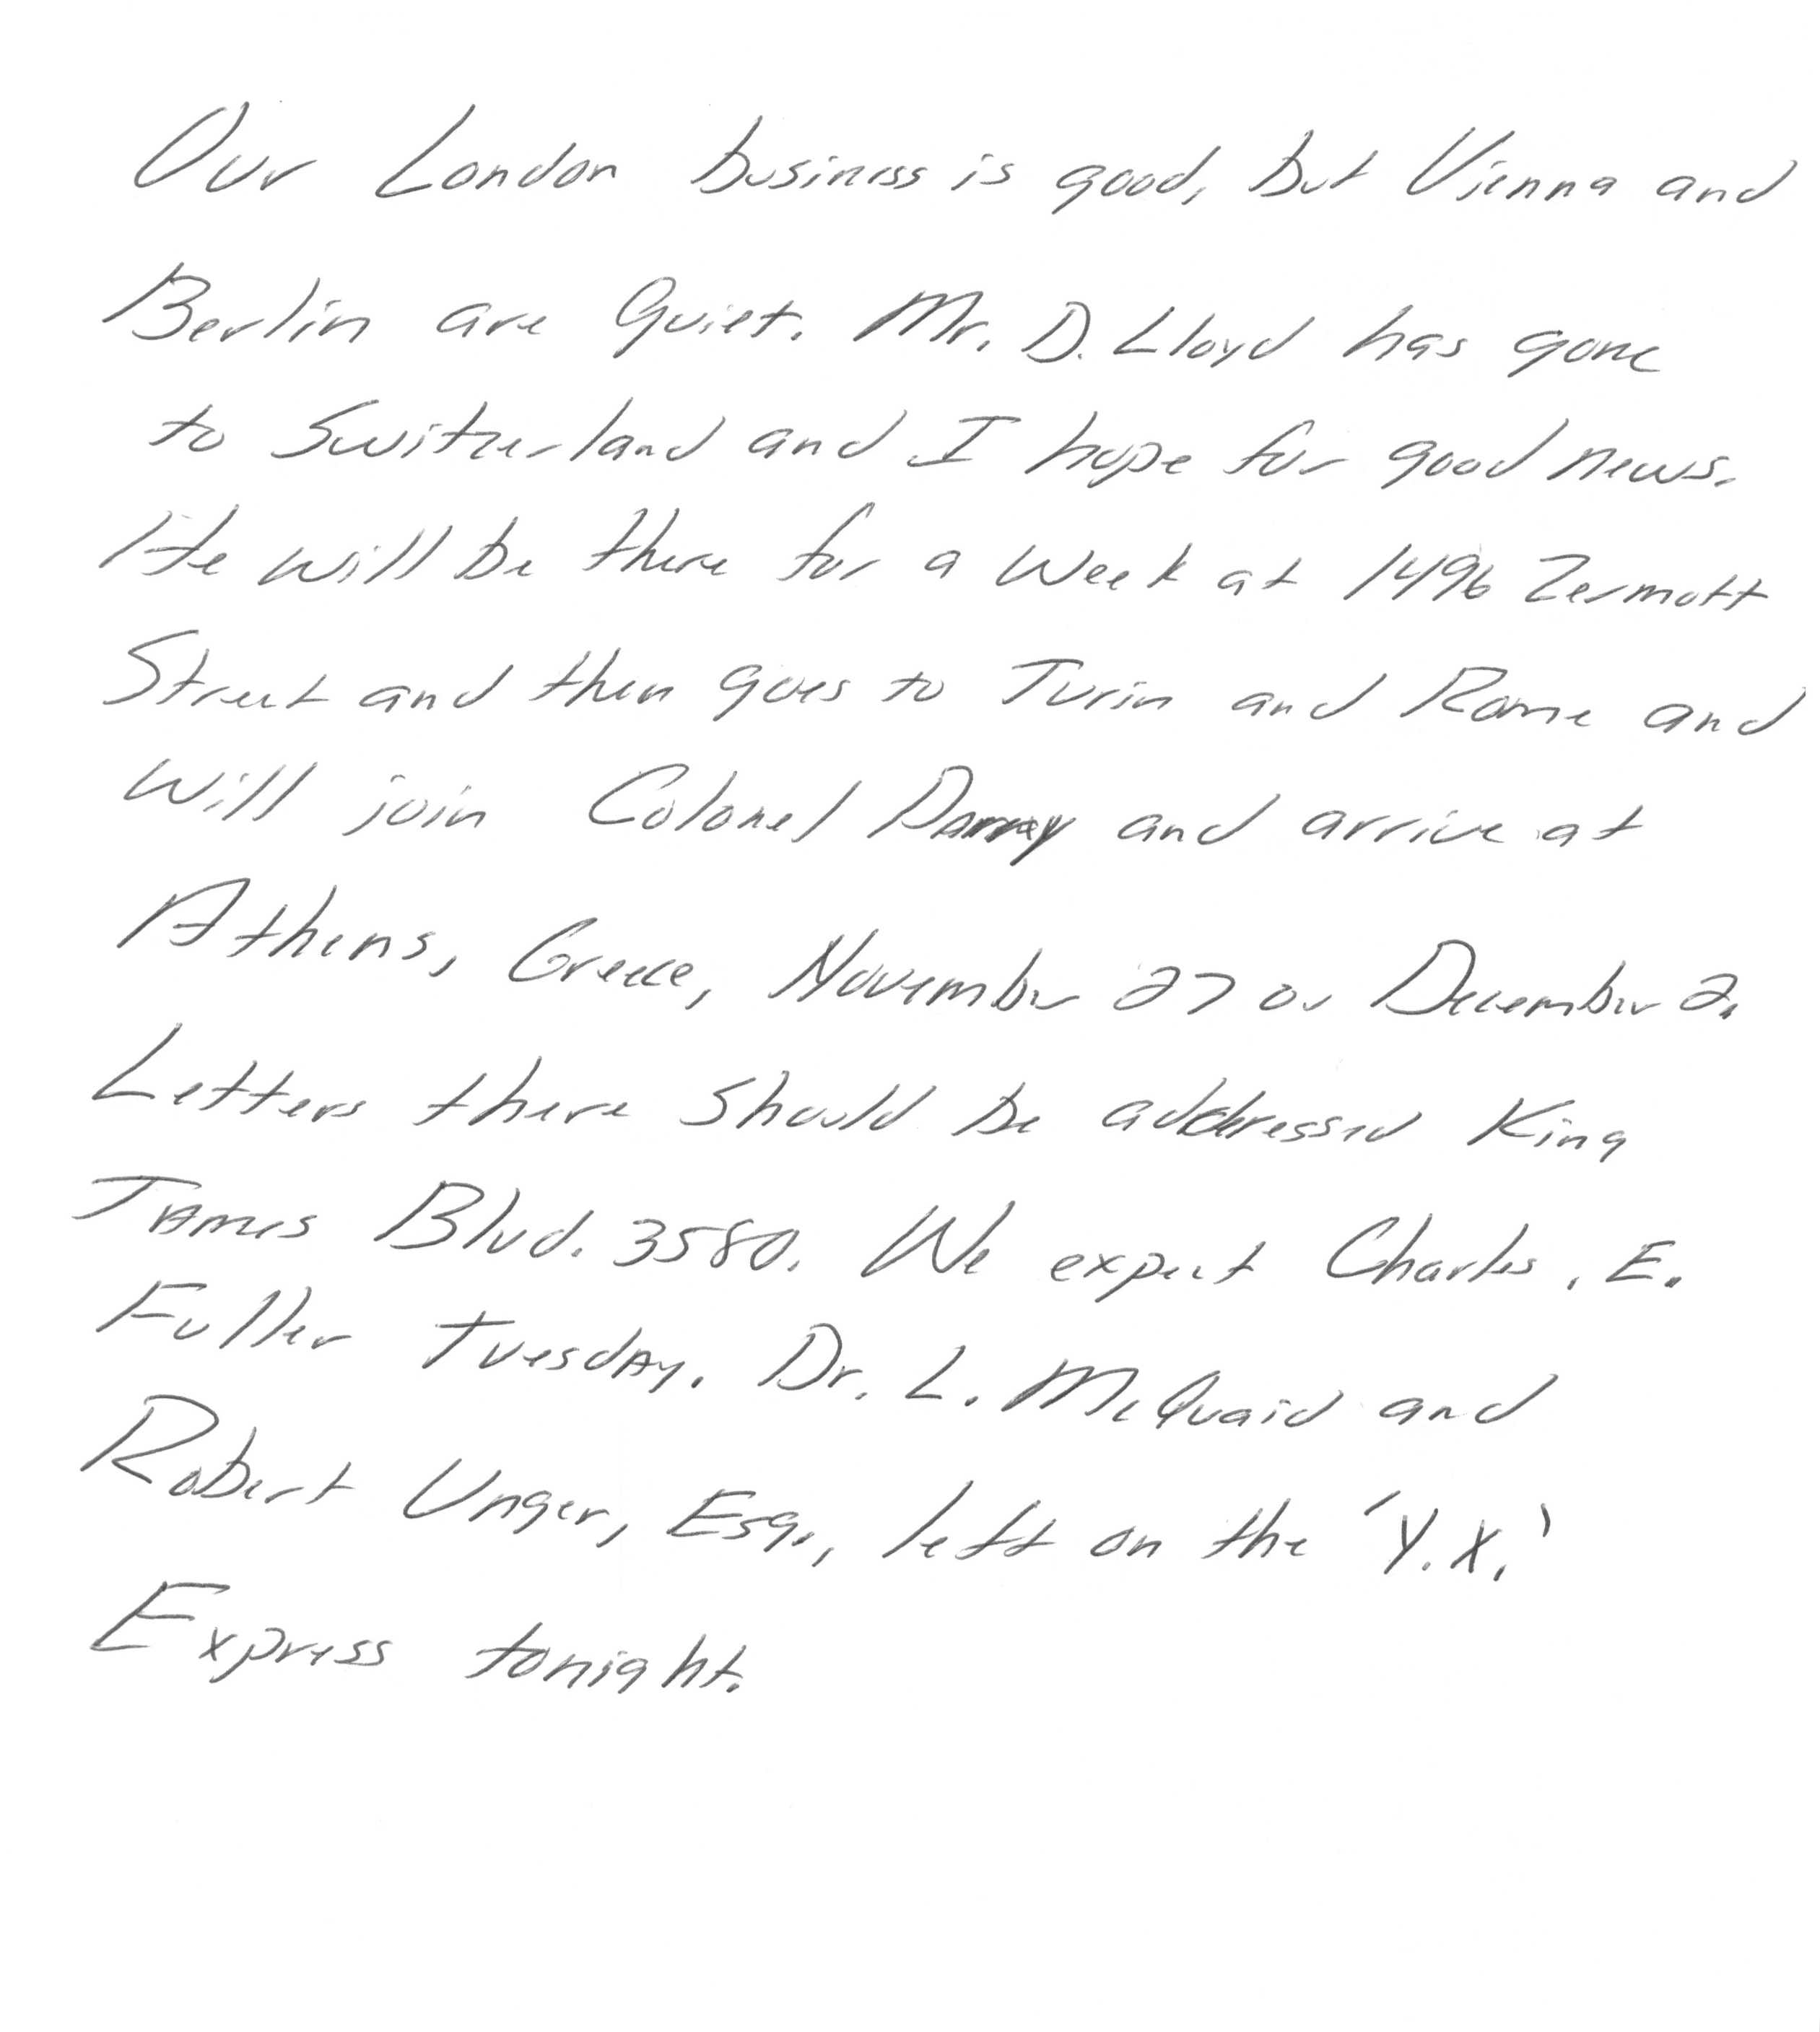 Our London business is good, but Vienna and
Berlin are Quiet. Mr. D. Lloyd has gone
to Switzerland and I hope for good news.
He will be there for a week at 1496 Zermott
Street and then goes to Turin and Rome and
will join Colonel and arrive at
Athens, Greece, November 27 or December 2.
Letters there should be addressed King
James Blvd. 3580. We expect Charles. E.
Fuller Tuesday. Dr. L. McQuaid and
Robert Unger, Esq., left on the 'Y.X.'
Express tonight.